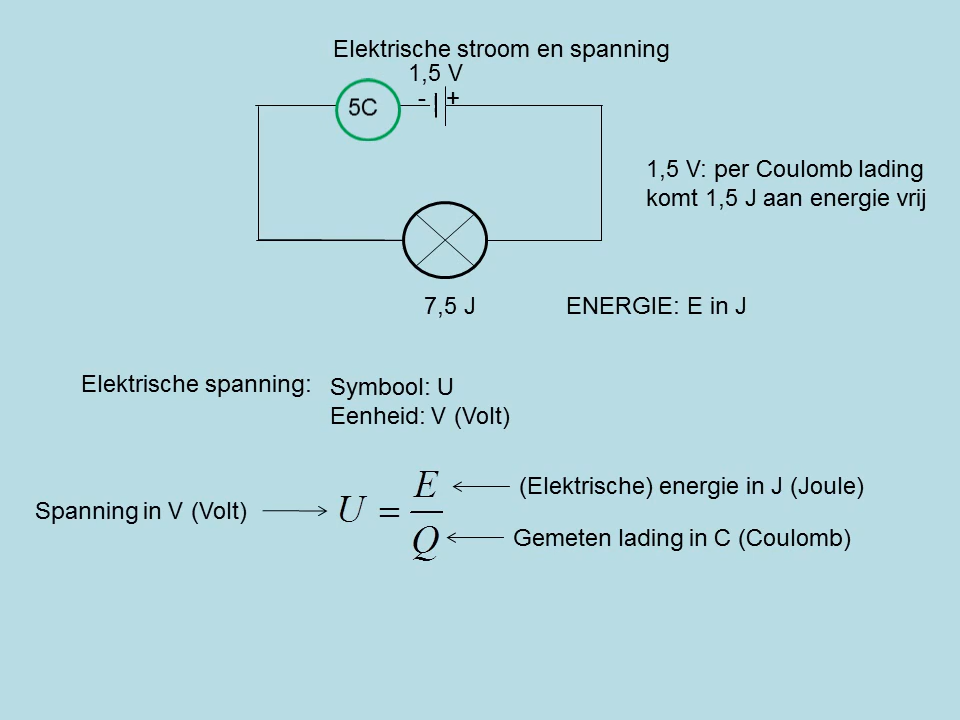 Elektrische stroom en spanning
1,5 V
- +
5C
1,5 V: per Coulomb lading
komt 1,5 J aan energie vrij
7,5 J
ENERGIE: E in J
Elektrische spanning:
Symbool: U
Eenheid: V (Volt)
Spanning in V (Volt)
U = E / Q
(Elektrische) energie in J (Joule)
Gemeten lading in C (Coulomb)